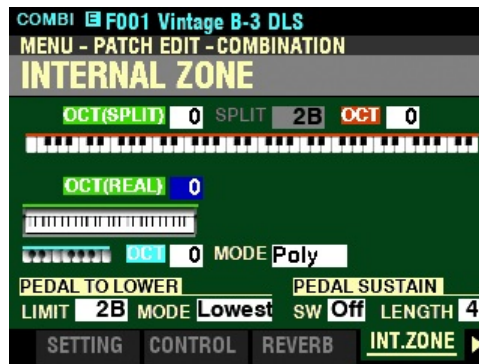 COMBI E F001 Vintage B-3 DLS
MENU - PATCH EDIT - COMBINATION
INTERNAL ZONE
OCT(SPLIT) 0 SPLIT 2B OCT 0
OCT(REAL) 0
OCT 0 MODE Poly
PEDAL TO LOWER PEDAL SUSTAIN
LIMIT 2B MODE Lowest SW Off LENGTH 4
SETTING CONTROL REVERB INT.ZONE